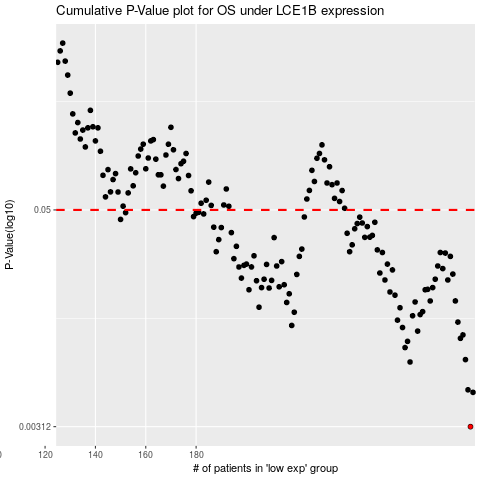 Cumulative P-Value plot for OS under LCE1B expression
P-Value(log10)
0.05
0.00312
0 120 140 160 180
# of patients in 'low exp' group